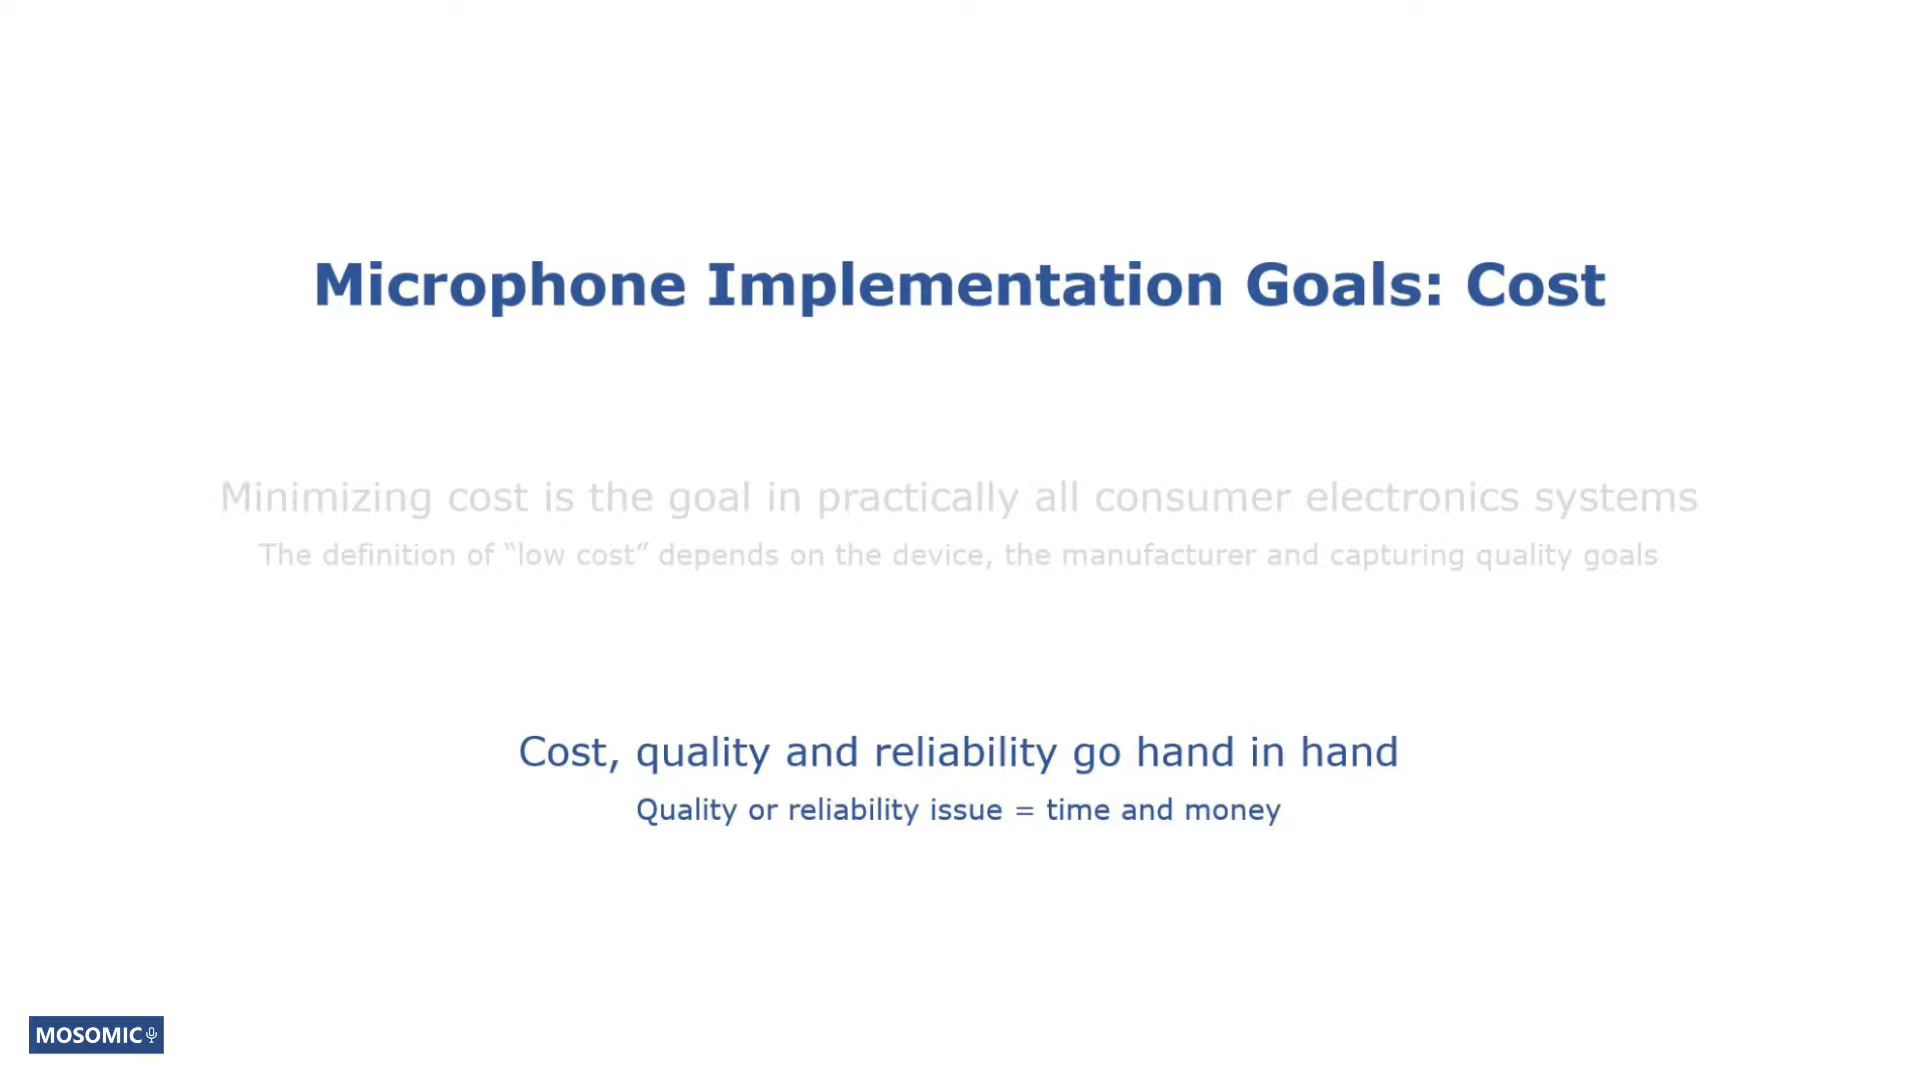 Microphone Implementation Goals: Cost
Minimizing cost is the goal in practically all consumer electronics systems
The definition of “low cost” depends on the device, the manufacturer and capturing quality goals
Cost, quality and reliability go hand in hand
Quality or reliability issue = time and money
MOSOMIC